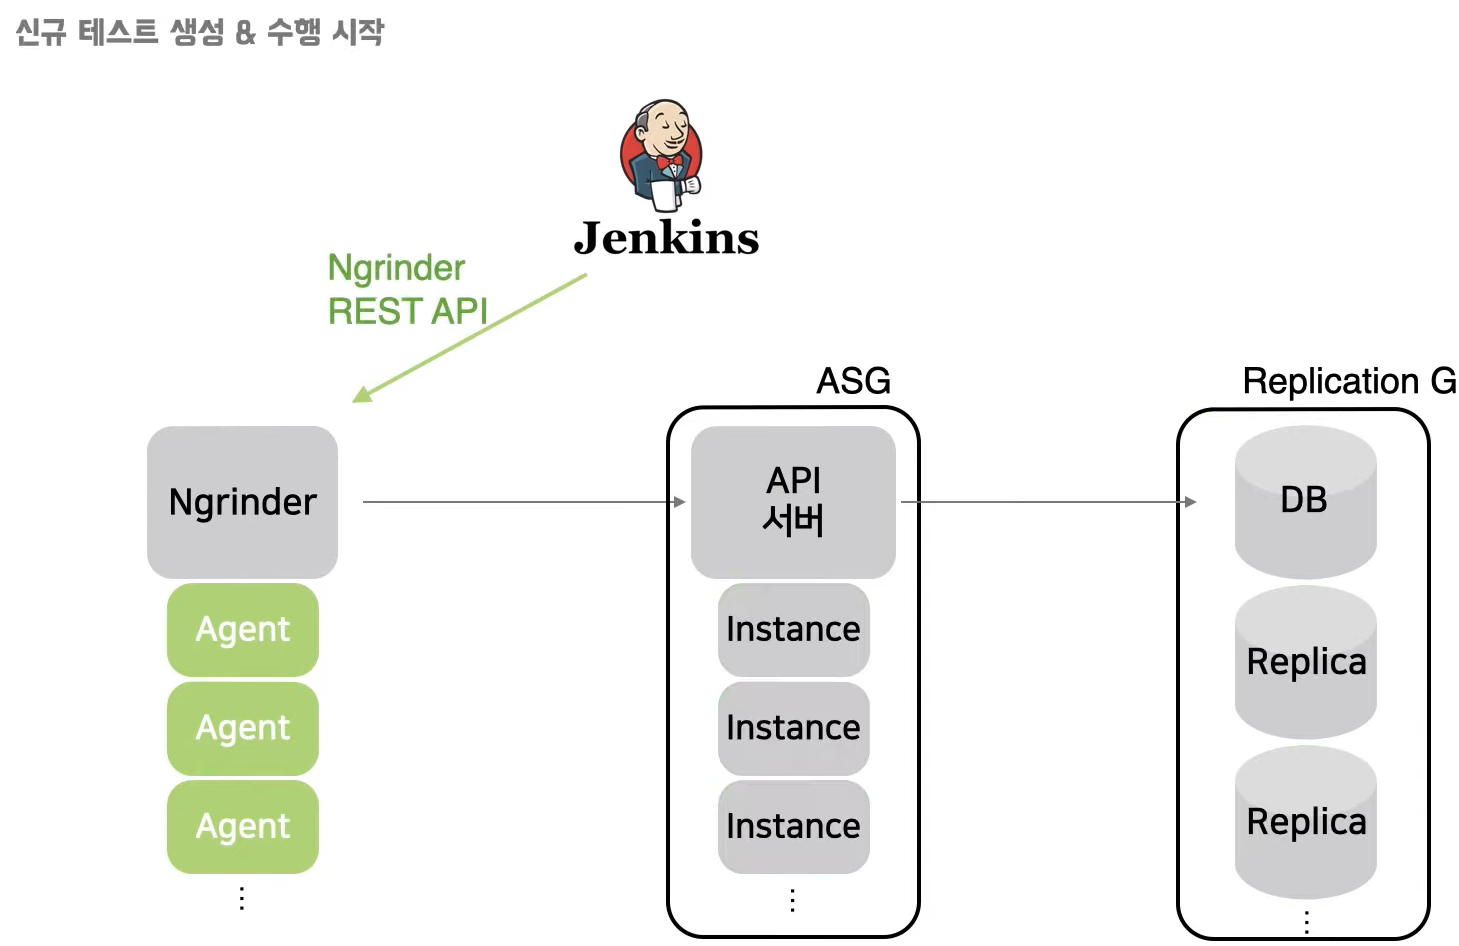 신규 테스트 생성 & 수행 시작
Jenkins
Ngrinder
REST API
ASG
Replication G
Ngrinder
API
서버
DB
Agent
Instance
Replica
Agent
Instance
Agent
Instance
Replica